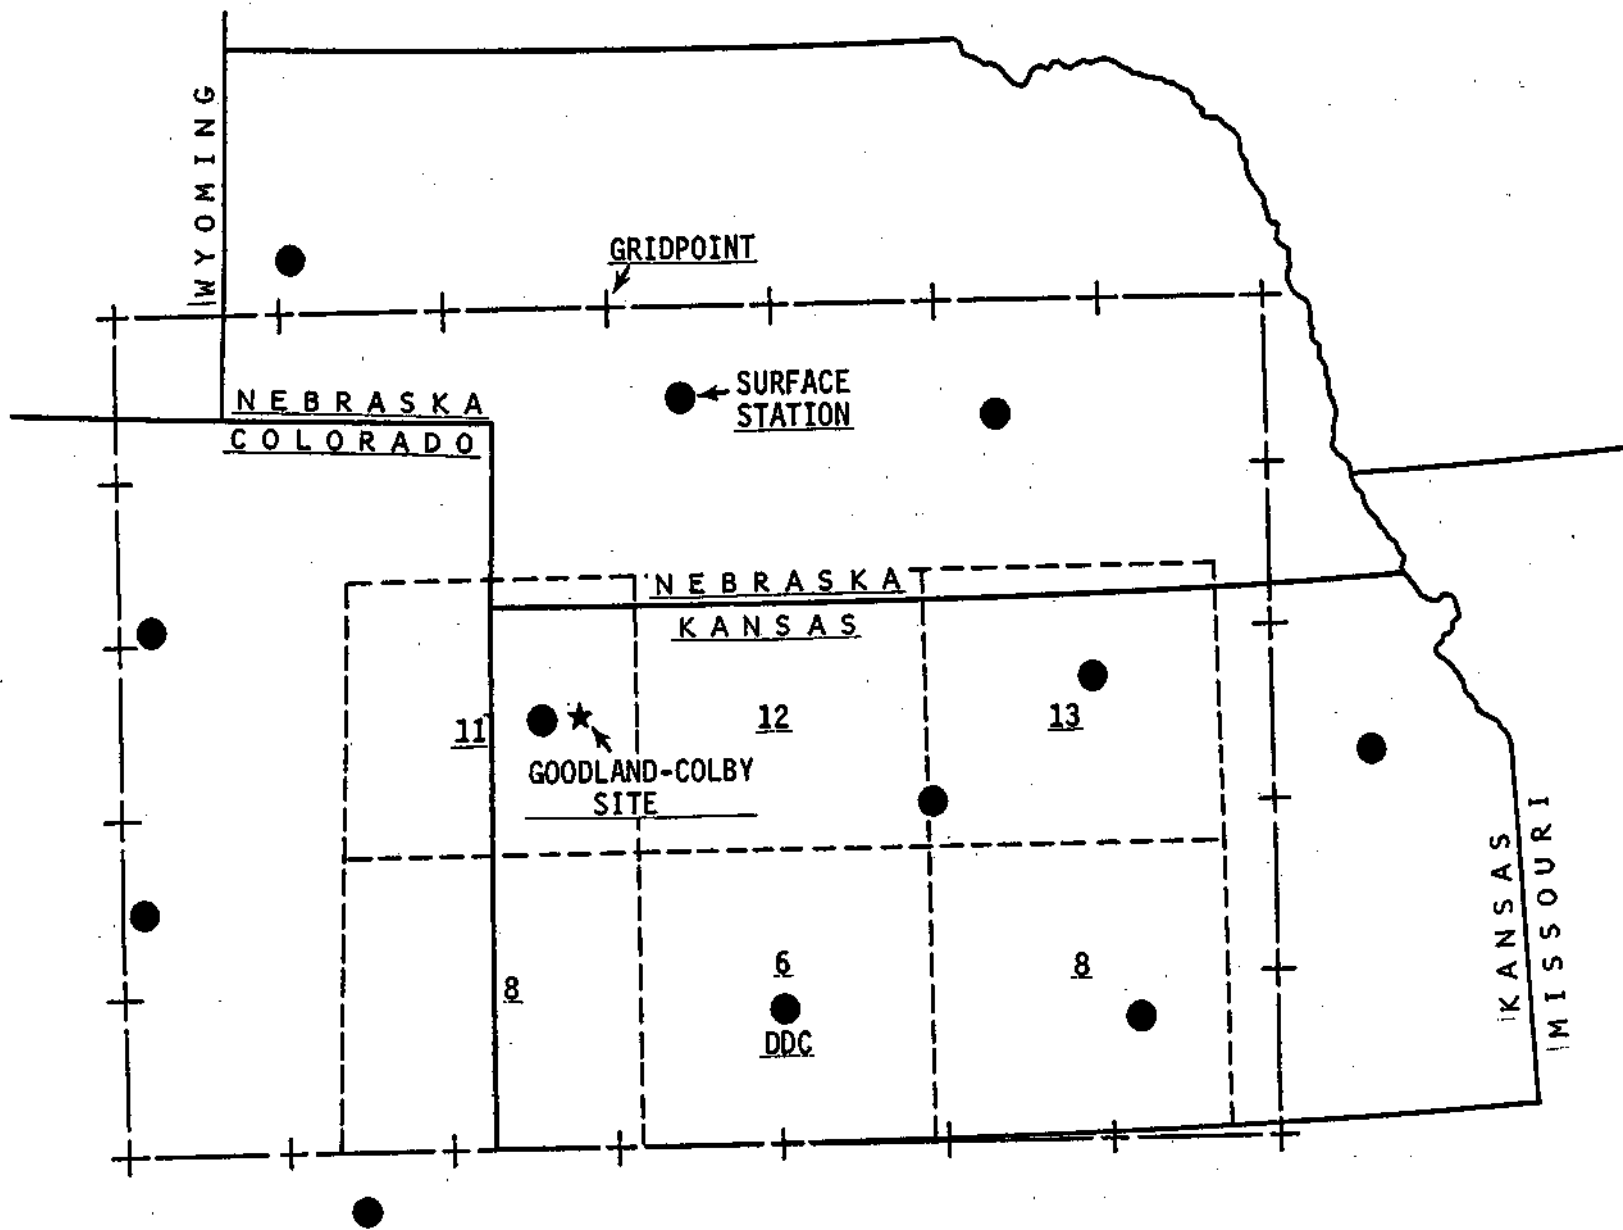 WYOMING
GRIDPOINT
SURFACE
STATION
NEBRASKA
COLORADO
NEBRASKA
KANSAS
11
12
13
GOODLAND-COLBY
SITE
8
6
8
DDC
KANSAS
MISSOURI